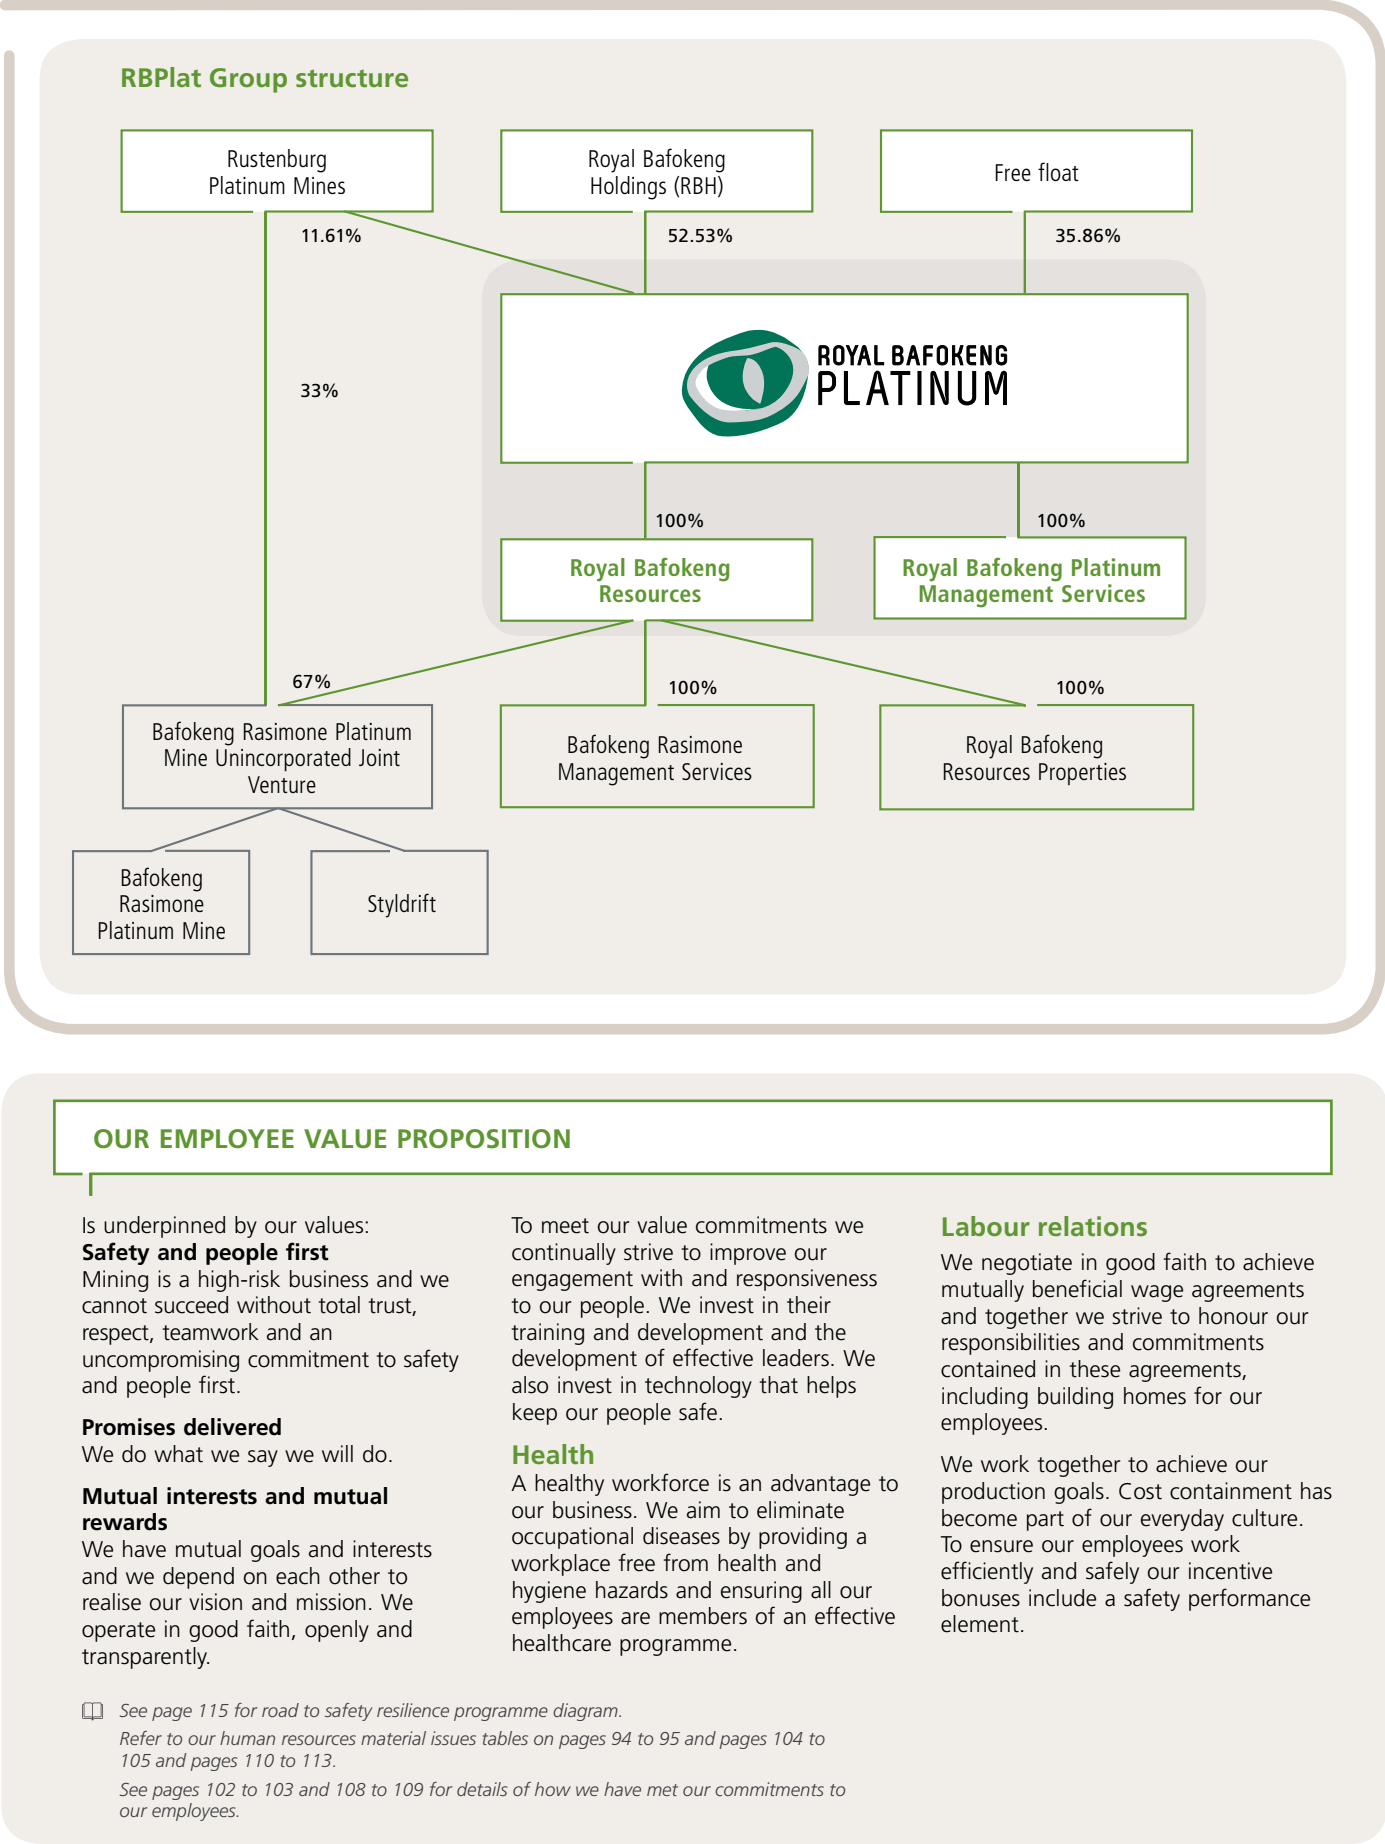 RBPlat Group structure
Rustenburg
Platinum Mines
Royal Bafokeng
Holdings (RBH)
Free float
11.61%
52.53%
35.86%
ROYAL BAFOKENG
PLATINUM
33%
100%
100%
Royal Bafokeng
Resources
Royal Bafokeng Platinum
Management Services
67%
100%
100%
Bafokeng Rasimone Platinum
Mine Unincorporated Joint
Venture
Bafokeng Rasimone
Management Services
Royal Bafokeng
Resources Properties
Bafokeng
Rasimone
Platinum Mine
Styldrift
OUR EMPLOYEE VALUE PROPOSITION
Is underpinned by our values:
Safety and people first
Mining is a high-risk business and we
cannot succeed without total trust,
respect, teamwork and an
uncompromising commitment to safety
and people first.
Promises delivered
We do what we say we will do.
Mutual interests and mutual
rewards
We have mutual goals and interests
and we depend on each other to
realise our vision and mission. We
operate in good faith, openly and
transparently.
To meet our value commitments we
continually strive to improve our
engagement with and responsiveness
to our people. We invest in their
training and development and the
development of effective leaders. We
also invest in technology that helps
keep our people safe.
Health
A healthy workforce is an advantage to
our business. We aim to eliminate
occupational diseases by providing a
workplace free from health and
hygiene hazards and ensuring all our
employees are members of an effective
healthcare programme.
Labour relations
We negotiate in good faith to achieve
mutually beneficial wage agreements
and together we strive to honour our
responsibilities and commitments
contained in these agreements,
including building homes for our
employees.
We work together to achieve our
production goals. Cost containment has
become part of our everyday culture.
To ensure our employees work
efficiently and safely our incentive
bonuses include a safety performance
element.
See page 115 for road to safety resilience programme diagram.
Refer to our human resources material issues tables on pages 94 to 95 and pages 104 to
105 and pages 110 to 113.
See pages 102 to 103 and 108 to 109 for details of how we have met our commitments to
our employees.